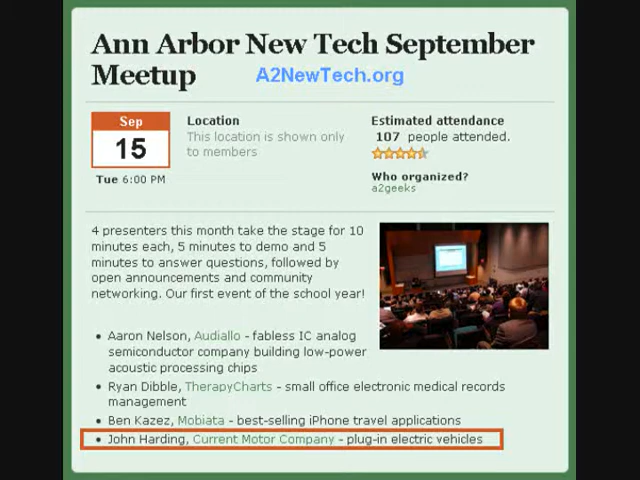 Ann Arbor New Tech September
Meetup
A2NewTech.org
Sep
15
Tue 6:00 PM
Location
This location is shown only
to members
Estimated attendance
107 people attended.
Who organized?
a2geeks
4 presenters this month take the stage for 10
minutes each, 5 minutes to demo and 5
minutes to answer questions, followed by
open announcements and community
networking. Our first event of the school year!
• Aaron Nelson, Audiallo - fabless IC analog
semiconductor company building low-power
acoustic processing chips
• Ryan Dibble, TherapyCharts - small office electronic medical records
management
• Ben Kazez, Mobiata - best-selling iPhone travel applications
• John Harding, Current Motor Company - plug-in electric vehicles